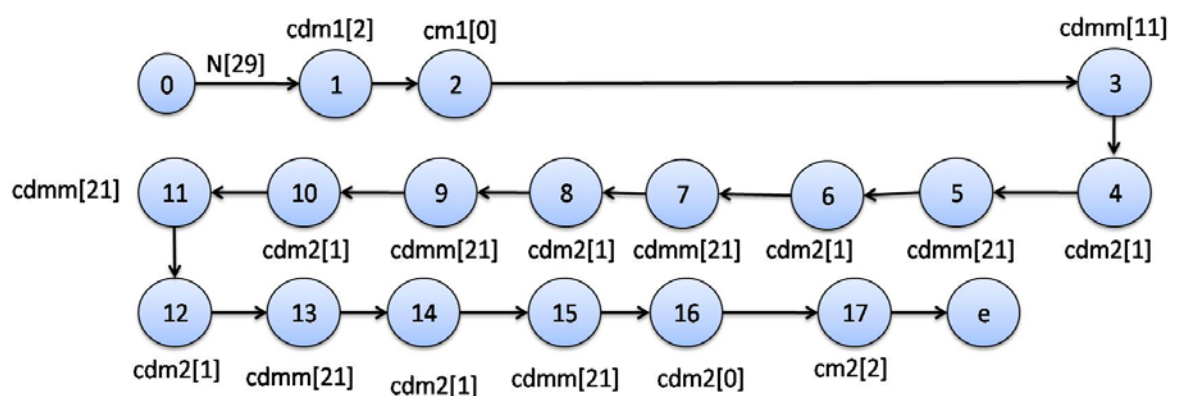 cdm1[2] cm1[0] cdmm[11]
0 N[29] 1 2 3
cdmm[21] 11 10 9 8 7 6 5 4
cdm2[1] cdmm[21] cdm2[1] cdmm[21] cdm2[1] cdmm[21] cdm2[1]
12 13 14 15 16 17 e
cdm2[1] cdmm[21] cdm2[1] cdmm[21] cdm2[0] cm2[2]